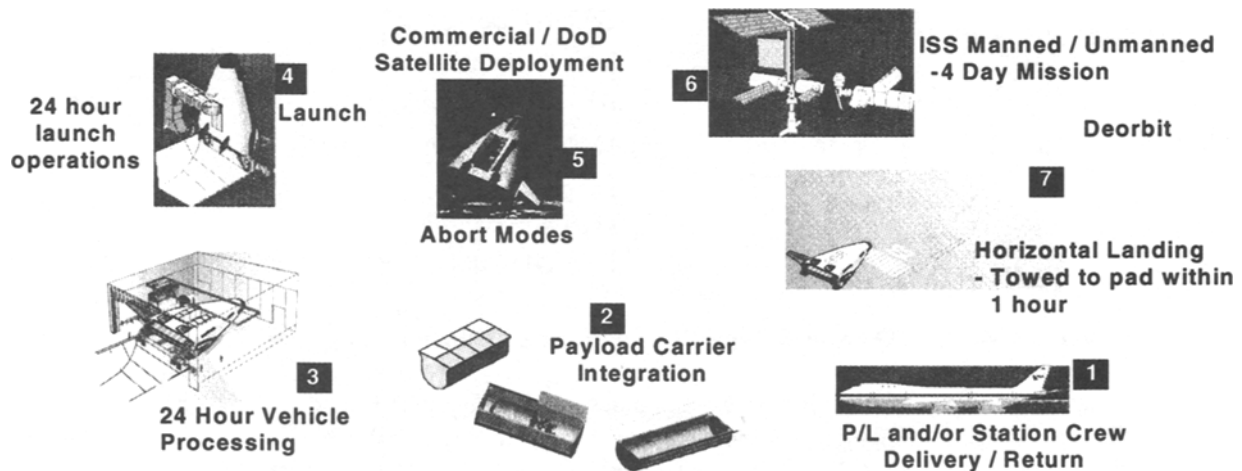 4
24 hour
launch
operations
Launch
Commercial / DoD
Satellite Deployment
5
Abort Modes
6
ISS Manned / Unmanned
-4 Day Mission
Deorbit
7
Horizontal Landing
- Towed to pad within
1 hour
3
24 Hour Vehicle
Processing
2
Payload Carrier
Integration
1
P/L and/or Station Crew
Delivery / Return